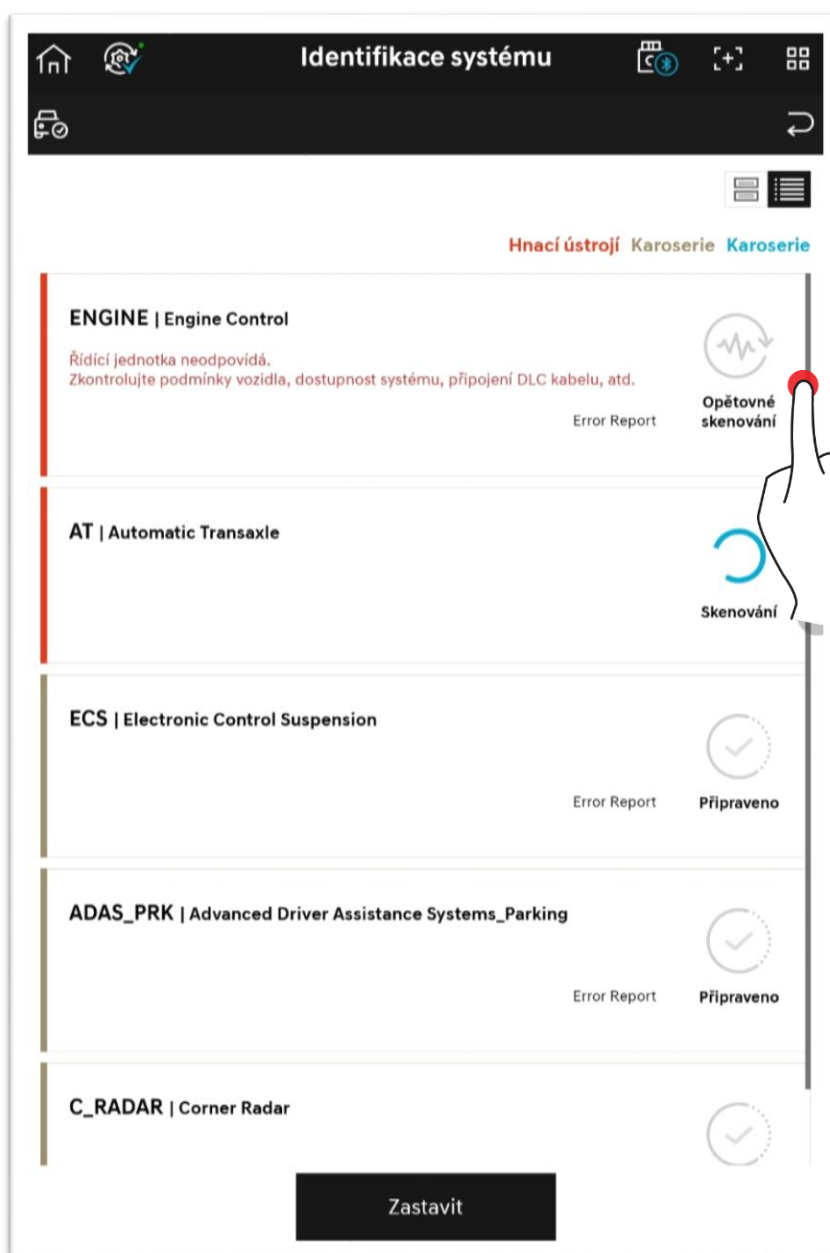 Identifikace systému
Hnací ústrojí Karoserie Karoserie
ENGINE | Engine Control
Řídící jednotka neodpovídá.
Zkontrolujte podmínky vozidla, dostupnost systému, připojení DLC kabelu, atd.
Error Report
Opětovné
skenování
AT | Automatic Transaxle
Skenování
ECS | Electronic Control Suspension
Error Report
Připraveno
ADAS_PRK | Advanced Driver Assistance Systems_Parking
Error Report
Připraveno
C_RADAR | Corner Radar
Zastavit